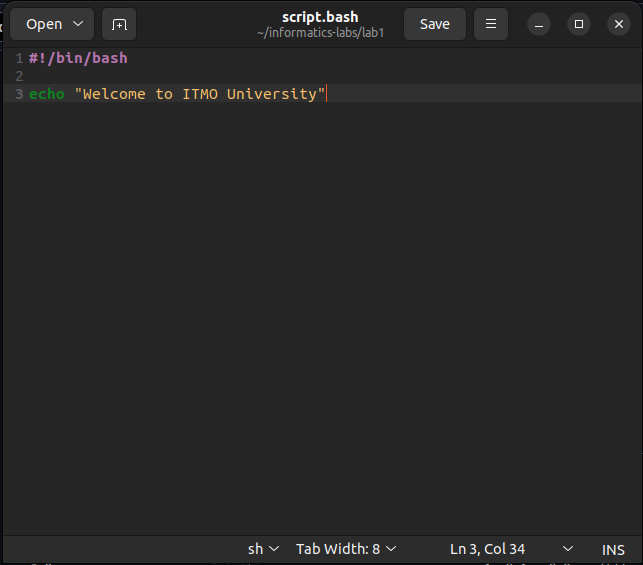 script.bash
Open
~/informatics-labs/lab1
Save
1 #!/bin/bash
2
3 echo "Welcome to ITMO University"
sh Tab Width: 8 Ln 3, Col 34 INS